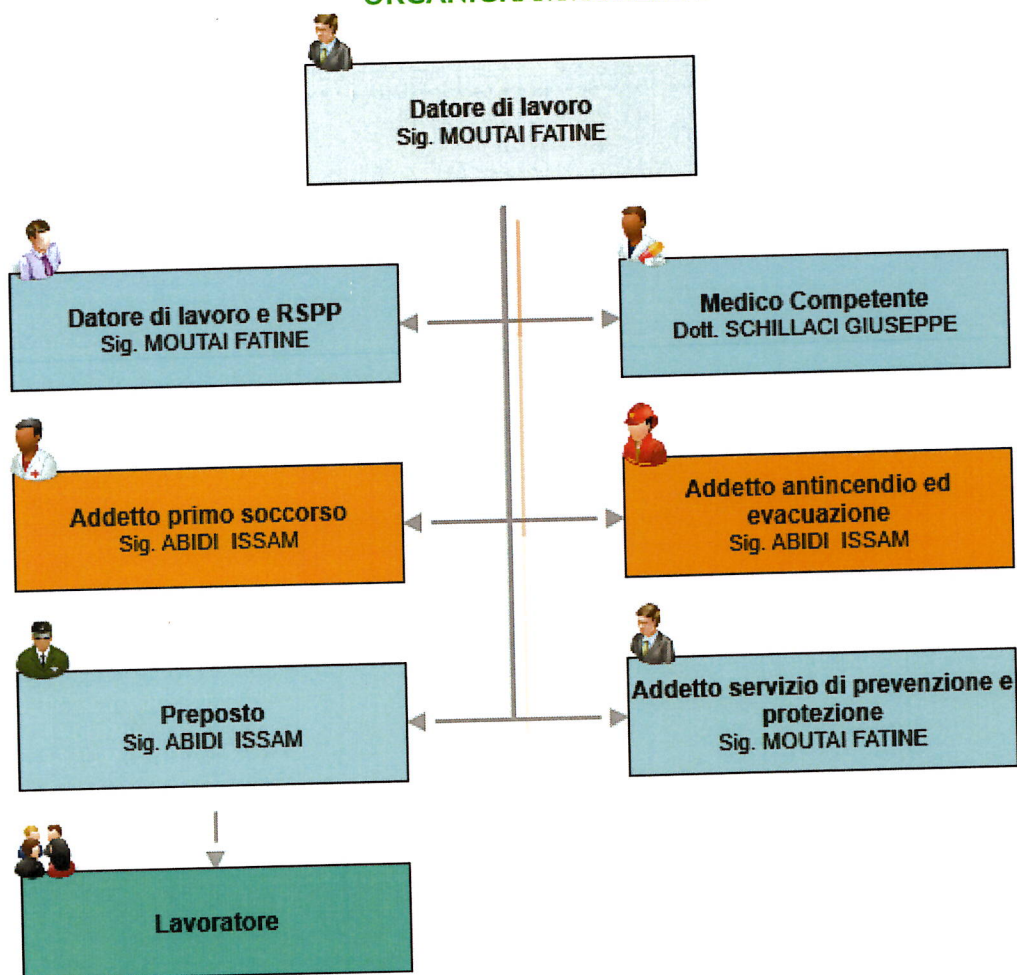 Datore di lavoro
Sig. MOUTAI FATINE
Datore di lavoro e RSPP
Sig. MOUTAI FATINE
Medico Competente
Dott. SCHILLACI GIUSEPPE
Addetto primo soccorso
Sig. ABIDI ISSAM
Addetto antincendio ed
evacuazione
Sig. ABIDI ISSAM
Preposto
Sig. ABIDI ISSAM
Addetto servizio di prevenzione e
protezione
Sig. MOUTAI FATINE
Lavoratore